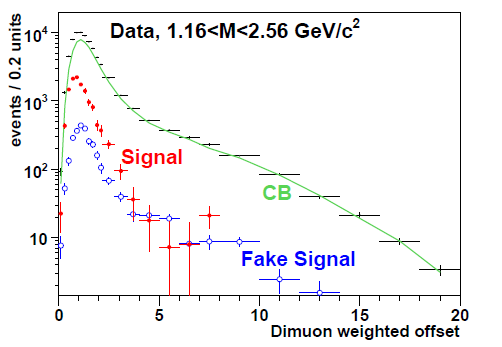 Data, 1.16<M<2.56 GeV/c²
events / 0.2 units
10⁴
10³
10²
10
Signal
CB
Fake Signal
0 5 10 15 20
Dimuon weighted offset